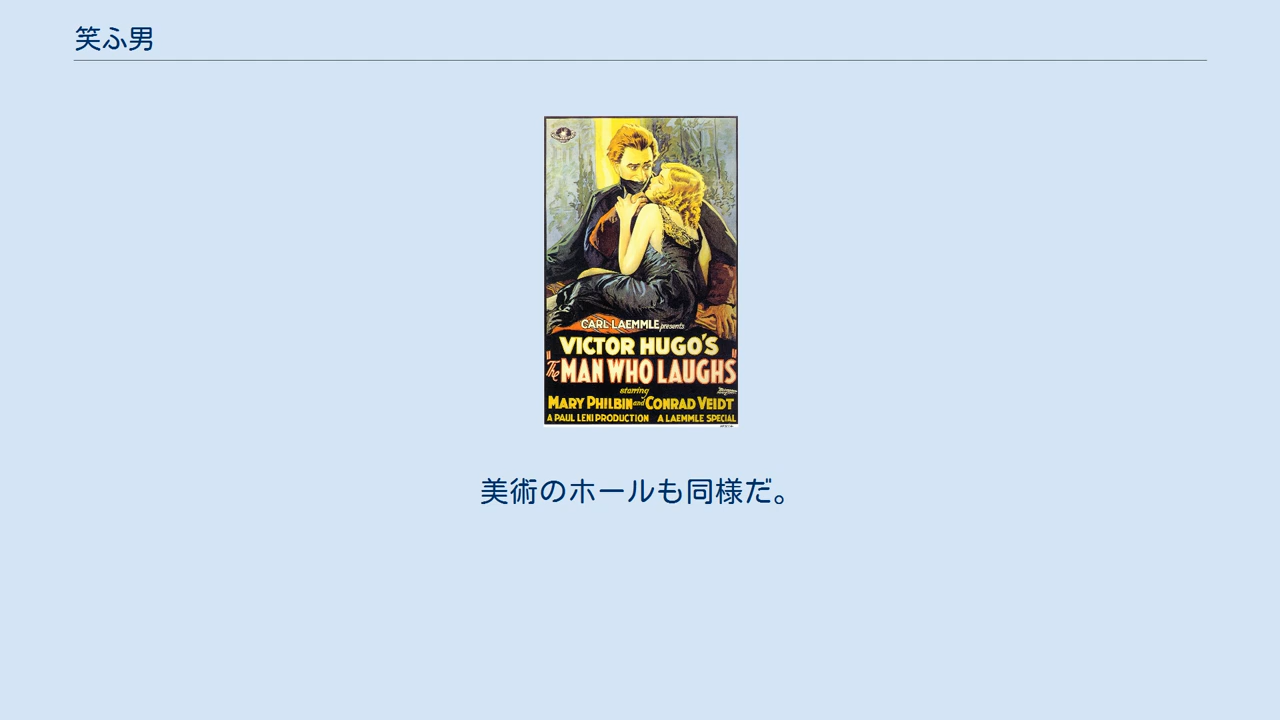 笑ふ男
CARL LAEMMLE presents
VICTOR HUGO'S
"The MAN WHO LAUGHS"
starring
MARY PHILBIN and CONRAD VEIDT
A PAUL LENI PRODUCTION A LAEMMLE SPECIAL
美術のホールも同様だ。